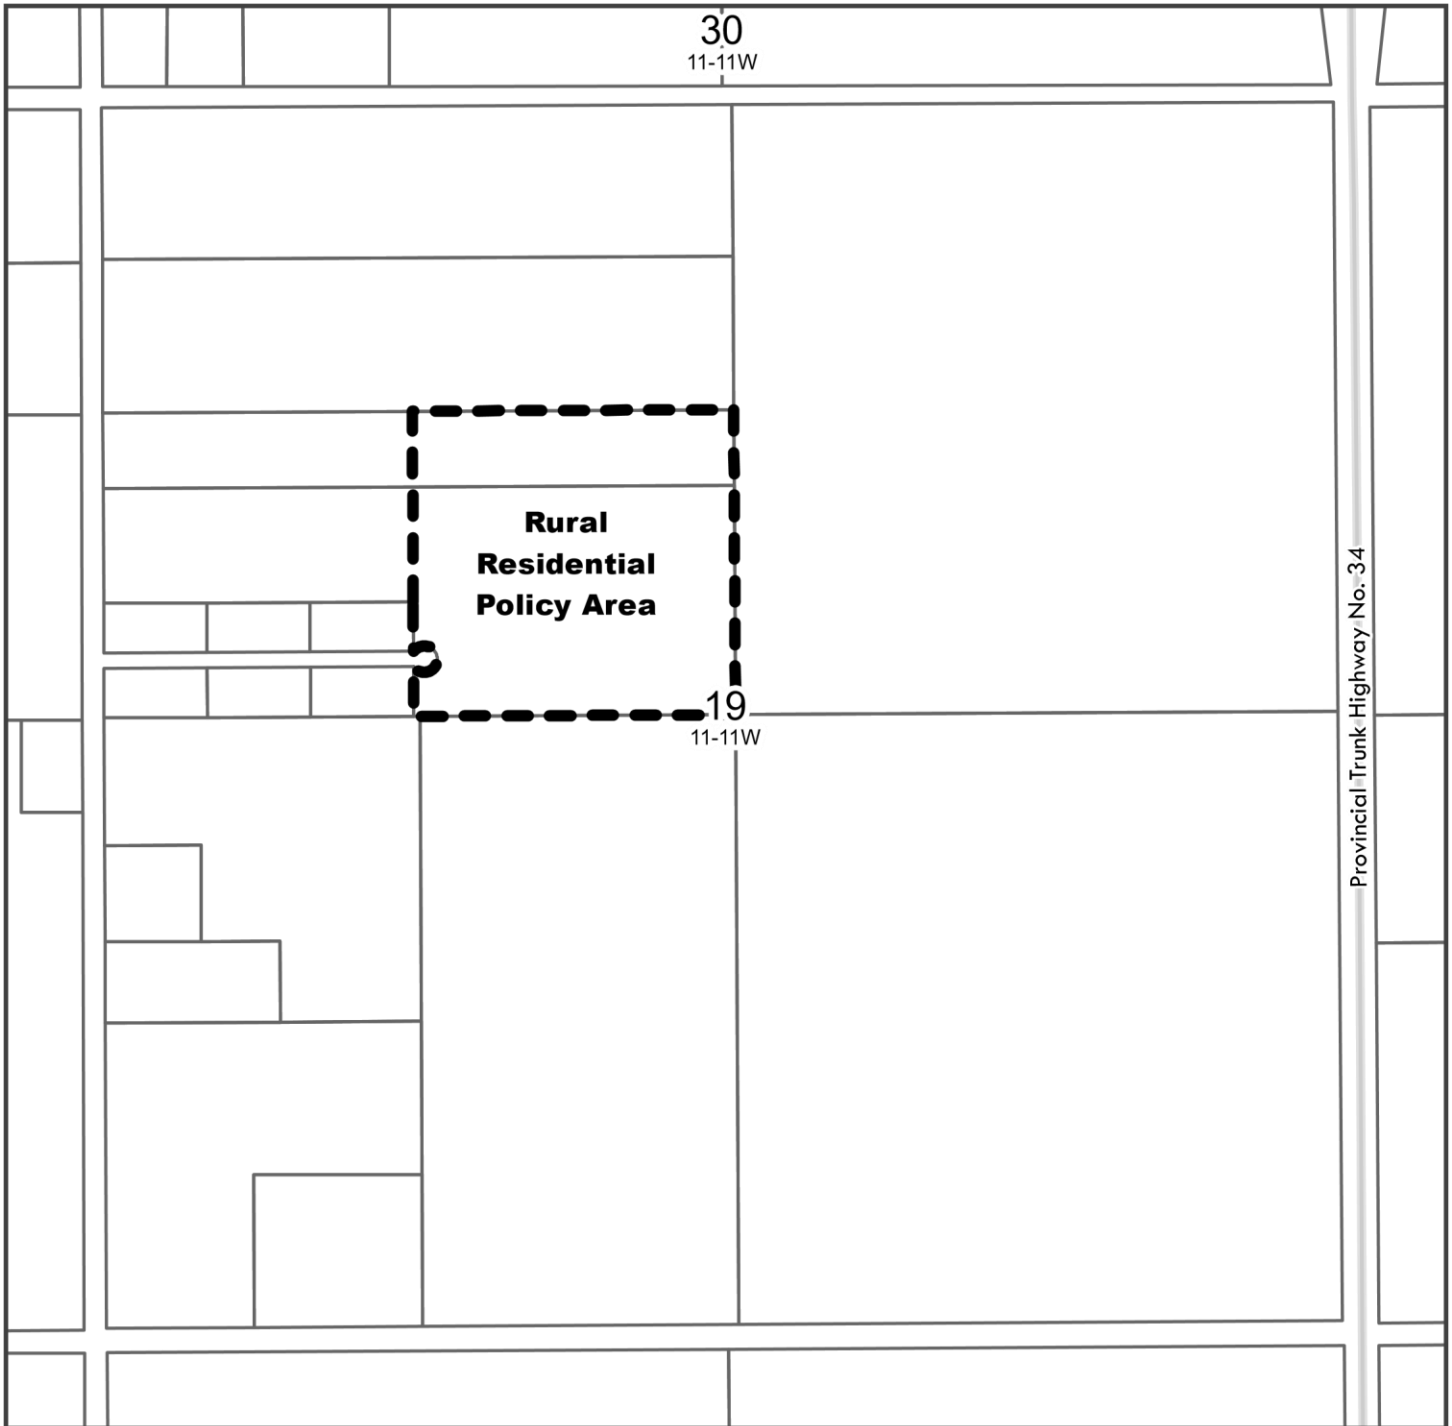 30
11-11W
Rural
Residential
Policy Area
19
11-11W
Provincial Trunk Highway No. 34